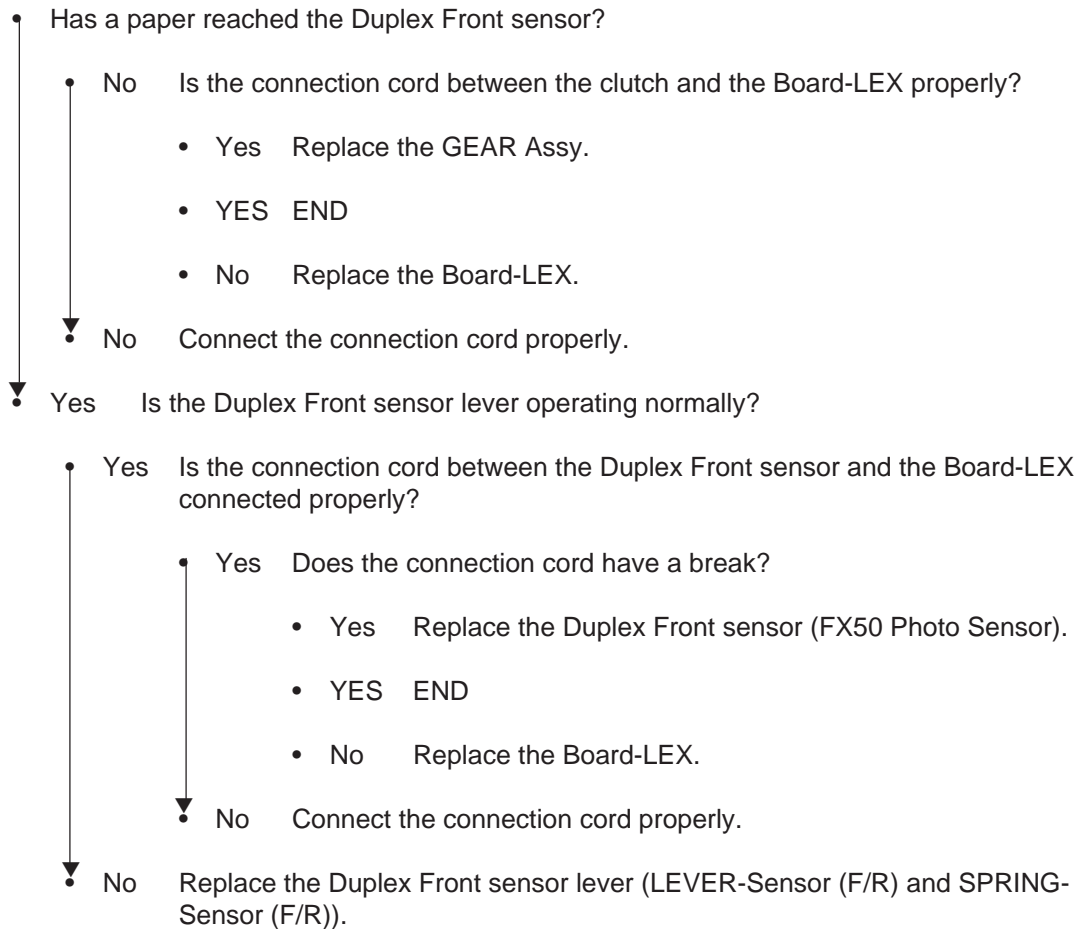 • Has a paper reached the Duplex Front sensor?
• No Is the connection cord between the clutch and the Board-LEX properly?
• Yes Replace the GEAR Assy.
• YES END
• No Replace the Board-LEX.
• No Connect the connection cord properly.
• Yes Is the Duplex Front sensor lever operating normally?
• Yes Is the connection cord between the Duplex Front sensor and the Board-LEX
connected properly?
• Yes Does the connection cord have a break?
• Yes Replace the Duplex Front sensor (FX50 Photo Sensor).
• YES END
• No Replace the Board-LEX.
• No Connect the connection cord properly.
• No Replace the Duplex Front sensor lever (LEVER-Sensor (F/R) and SPRING-
Sensor (F/R)).